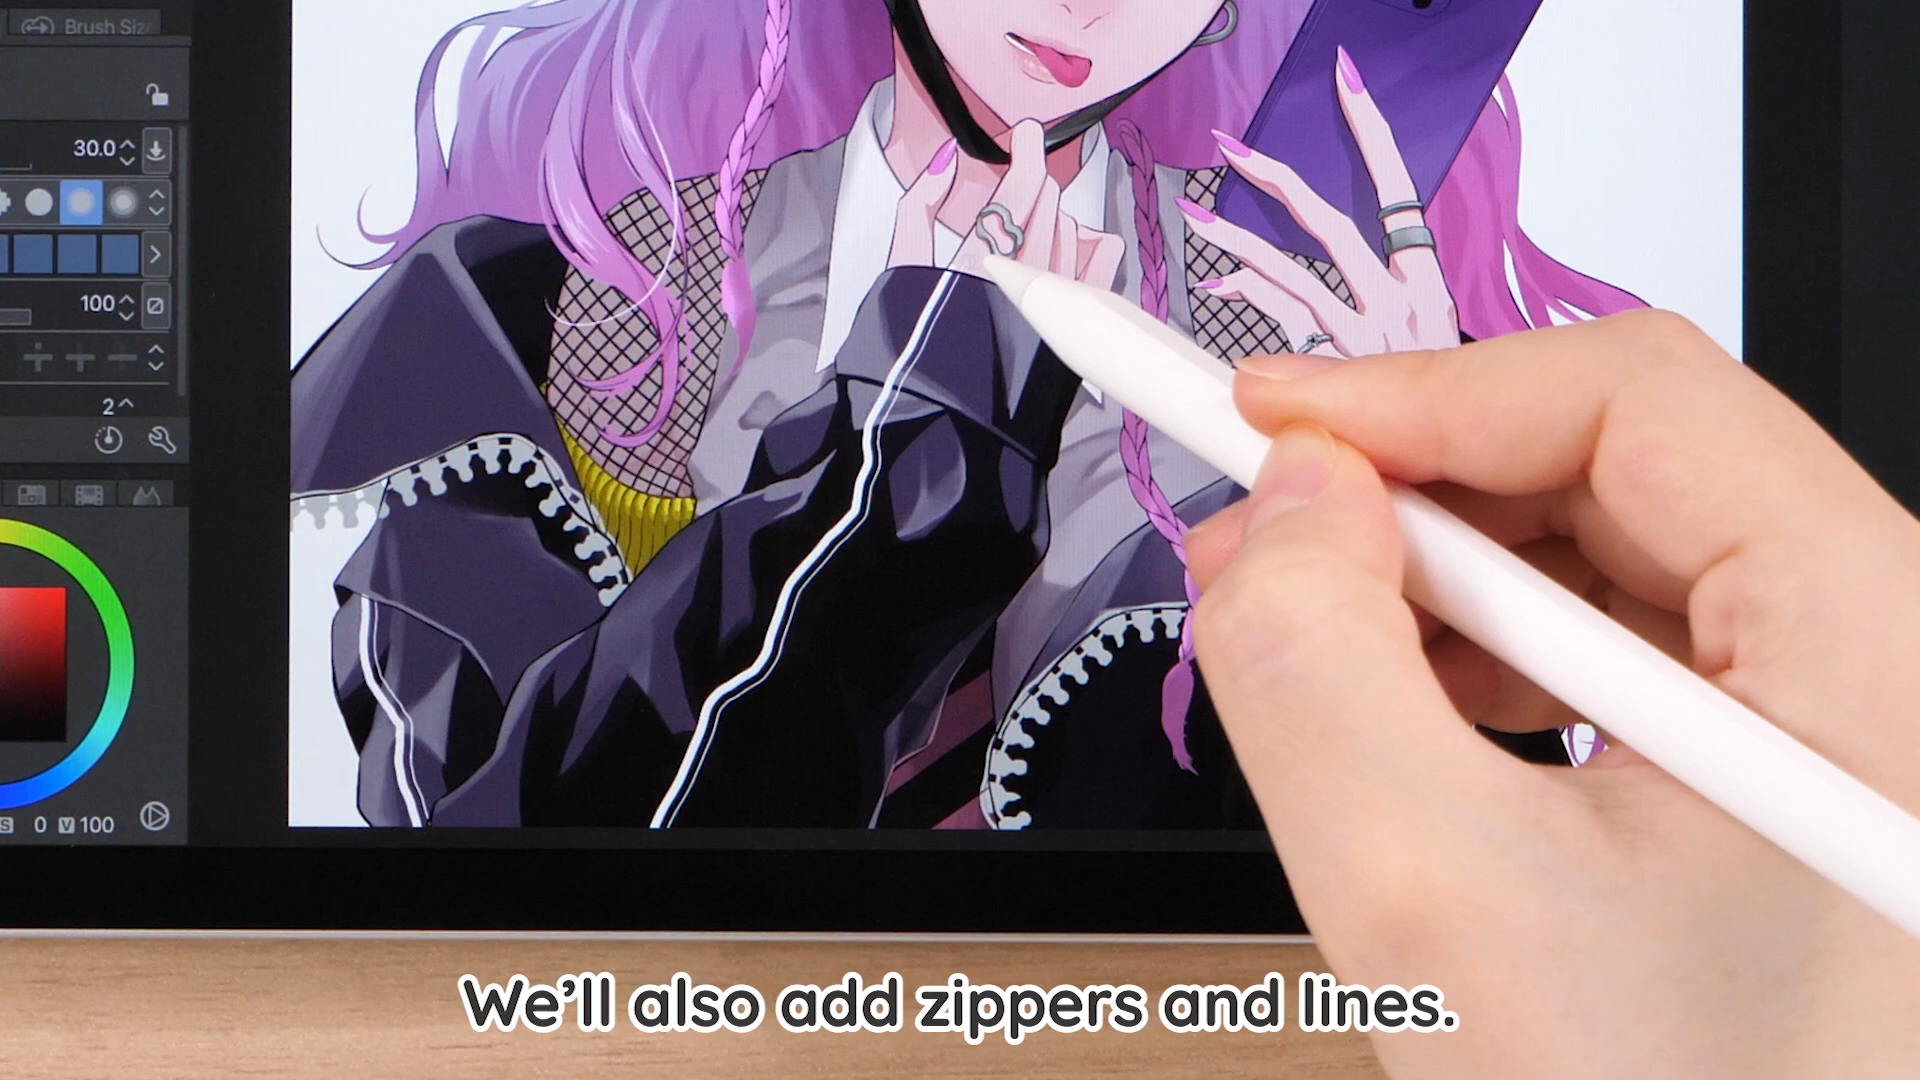 Brush Size
30.0
100
2
S 0 V 100
We'll also add zippers and lines.